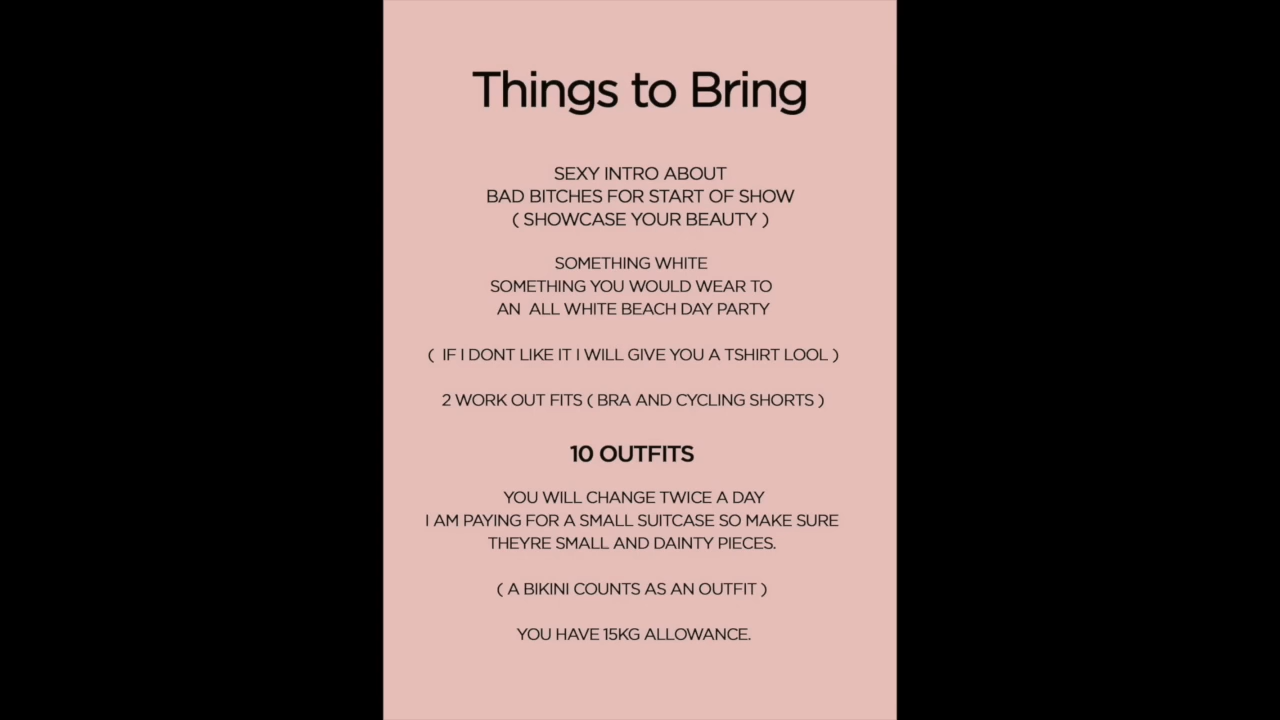 Things to Bring
SEXY INTRO ABOUT
BAD BITCHES FOR START OF SHOW
( SHOWCASE YOUR BEAUTY )
SOMETHING WHITE
SOMETHING YOU WOULD WEAR TO
AN ALL WHITE BEACH DAY PARTY
( IF I DONT LIKE IT I WILL GIVE YOU A TSHIRT LOOL )
2 WORK OUT FITS ( BRA AND CYCLING SHORTS )
10 OUTFITS
YOU WILL CHANGE TWICE A DAY
I AM PAYING FOR A SMALL SUITCASE SO MAKE SURE
THEYRE SMALL AND DAINTY PIECES.
( A BIKINI COUNTS AS AN OUTFIT )
YOU HAVE 15KG ALLOWANCE.